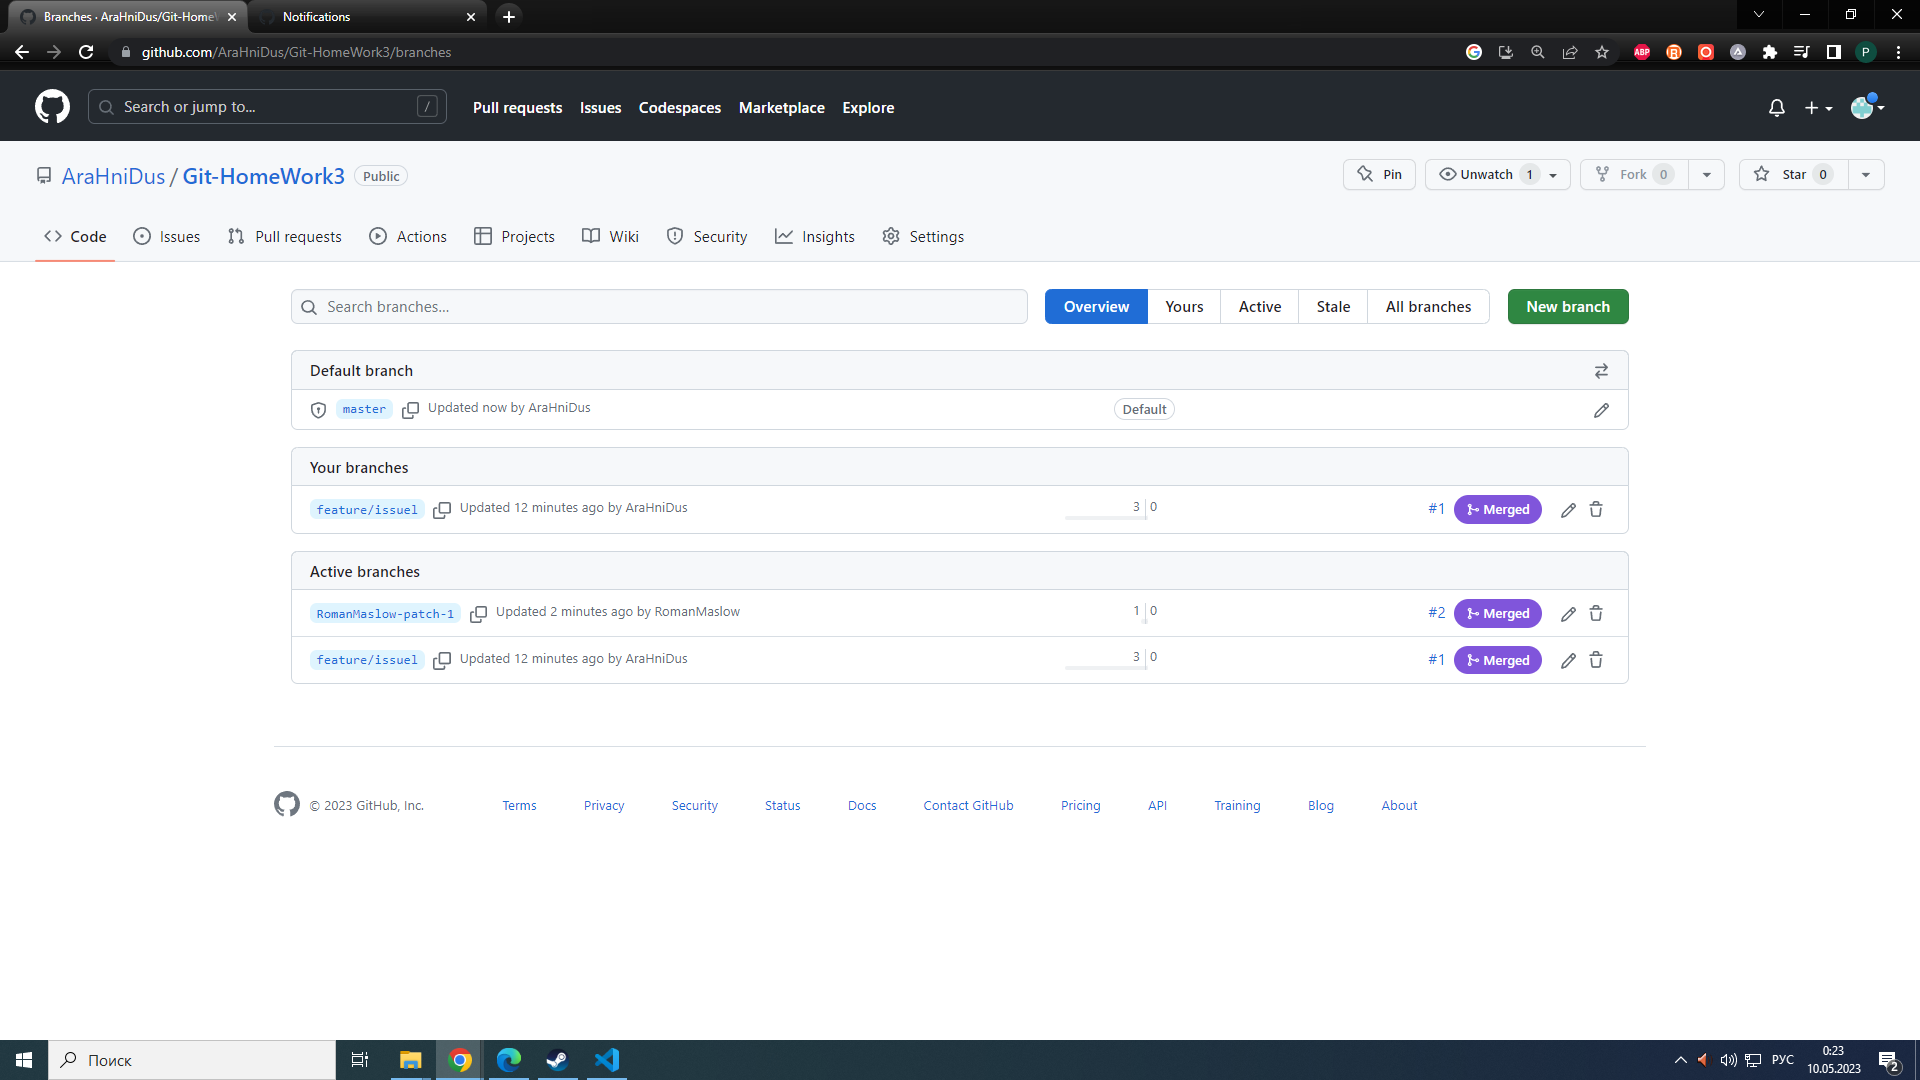 Branches · AraHniDus/Git-HomeW
Notifications
github.com/AraHniDus/Git-HomeWork3/branches
ABP
P
Search or jump to...
/
Pull requests
Issues
Codespaces
Marketplace
Explore
AraHniDus / Git-HomeWork3
Public
Pin
Unwatch 1
Fork 0
Star 0
Code
Issues
Pull requests
Actions
Projects
Wiki
Security
Insights
Settings
Search branches...
Overview
Yours
Active
Stale
All branches
New branch
Default branch
master
Updated now by AraHniDus
Default
Your branches
feature/issue1
Updated 12 minutes ago by AraHniDus
3 0
#1
Merged
Active branches
RomanMaslow-patch-1
Updated 2 minutes ago by RomanMaslow
1 0
#2
Merged
feature/issue1
Updated 12 minutes ago by AraHniDus
3 0
#1
Merged
© 2023 GitHub, Inc.
Terms
Privacy
Security
Status
Docs
Contact GitHub
Pricing
API
Training
Blog
About
Поиск
РУС
0:23
10.05.2023
2